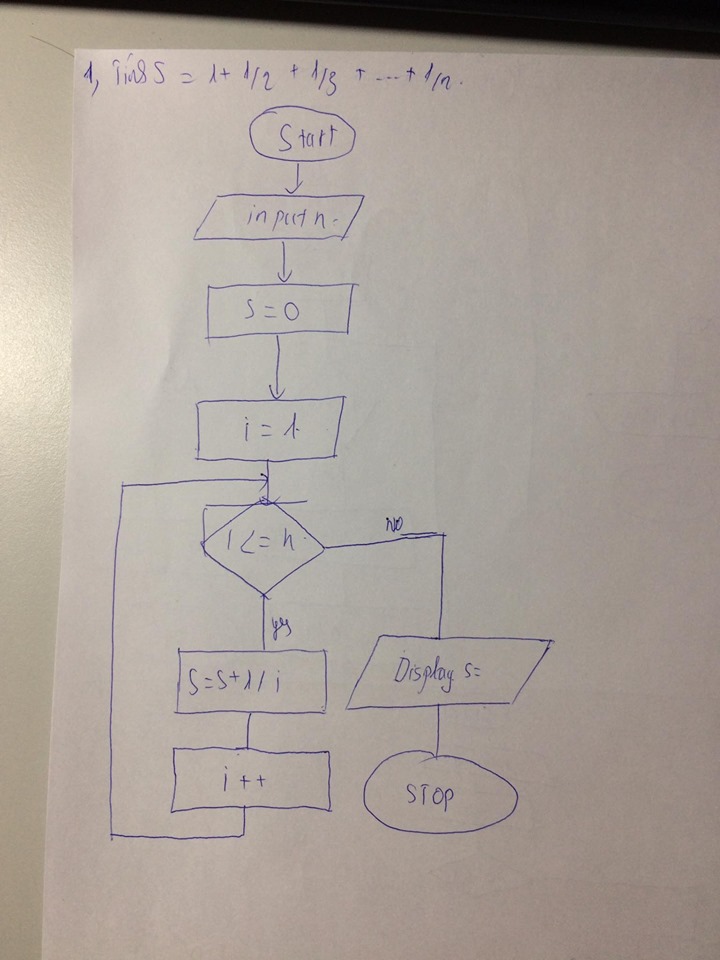 1, Tính S = 1 + 1/2 + 1/3 + ... + 1/n.
Start
input n.
S = 0
i = 1.
i <= n.
No
yes
S = S + 1 / i
Display s =
i ++
STOP